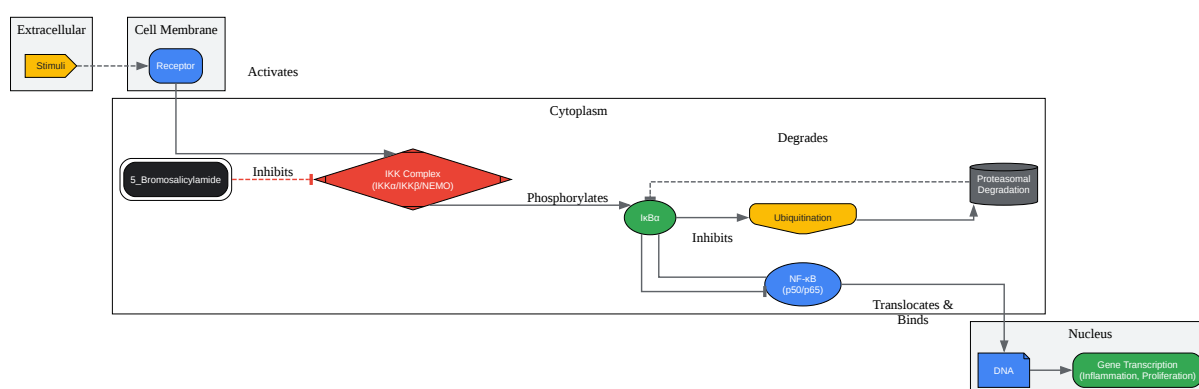 Extracellular
Cell Membrane
Stimuli
Receptor
Activates
Cytoplasm
Degrades
5_Bromosalicylamide
Inhibits
IKK Complex
(IKKα/IKKβ/NEMO)
Proteasomal
Degradation
Phosphorylates
IκBα
Ubiquitination
Inhibits
NF-κB
(p50/p65)
Translocates &
Binds
Nucleus
DNA
Gene Transcription
(Inflammation, Proliferation)